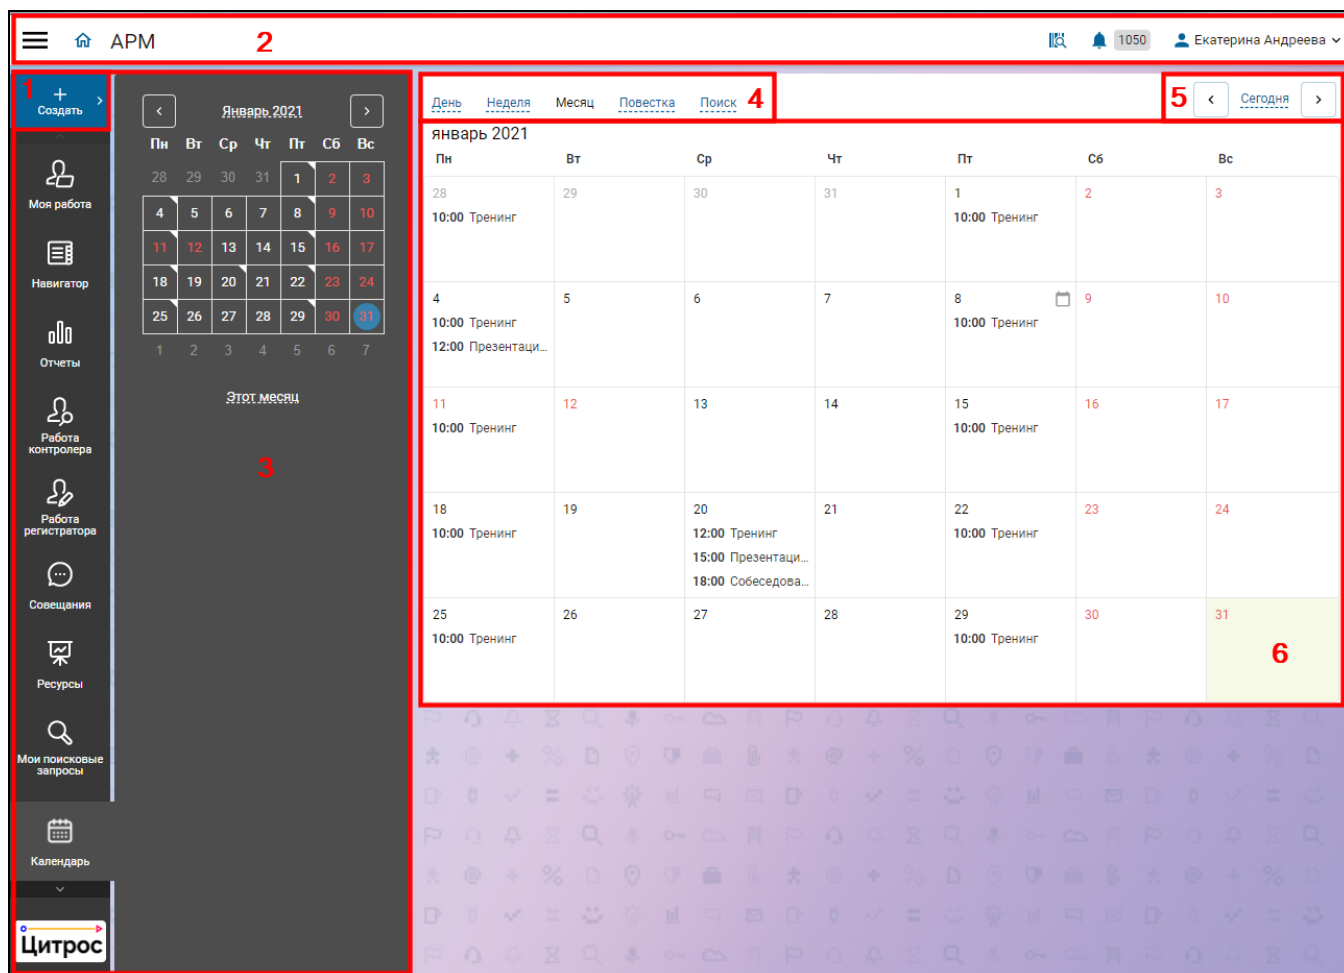 АРМ
2
1050
Екатерина Андреева
1
+
Создать
Моя работа
Навигатор
Отчеты
Работа
контролера
Работа
регистратора
Совещания
Ресурсы
Мои поисковые
запросы
Календарь
Цитрос
Январь 2021
Пн Вт Ср Чт Пт Сб Вс
28 29 30 31 1 2 3
4 5 6 7 8 9 10
11 12 13 14 15 16 17
18 19 20 21 22 23 24
25 26 27 28 29 30 31
1 2 3 4 5 6 7
Этот месяц
3
День Неделя Месяц Повестка Поиск 4
5 Сегодня
январь 2021
Пн Вт Ср Чт Пт Сб Вс
28 29 30 31 1 2 3
10:00 Тренинг 10:00 Тренинг
4 5 6 7 8 9 10
10:00 Тренинг 10:00 Тренинг
12:00 Презентаци...
11 12 13 14 15 16 17
10:00 Тренинг 10:00 Тренинг
18 19 20 21 22 23 24
10:00 Тренинг 12:00 Тренинг 10:00 Тренинг
15:00 Презентаци...
18:00 Собеседова...
25 26 27 28 29 30 31
10:00 Тренинг 10:00 Тренинг
6